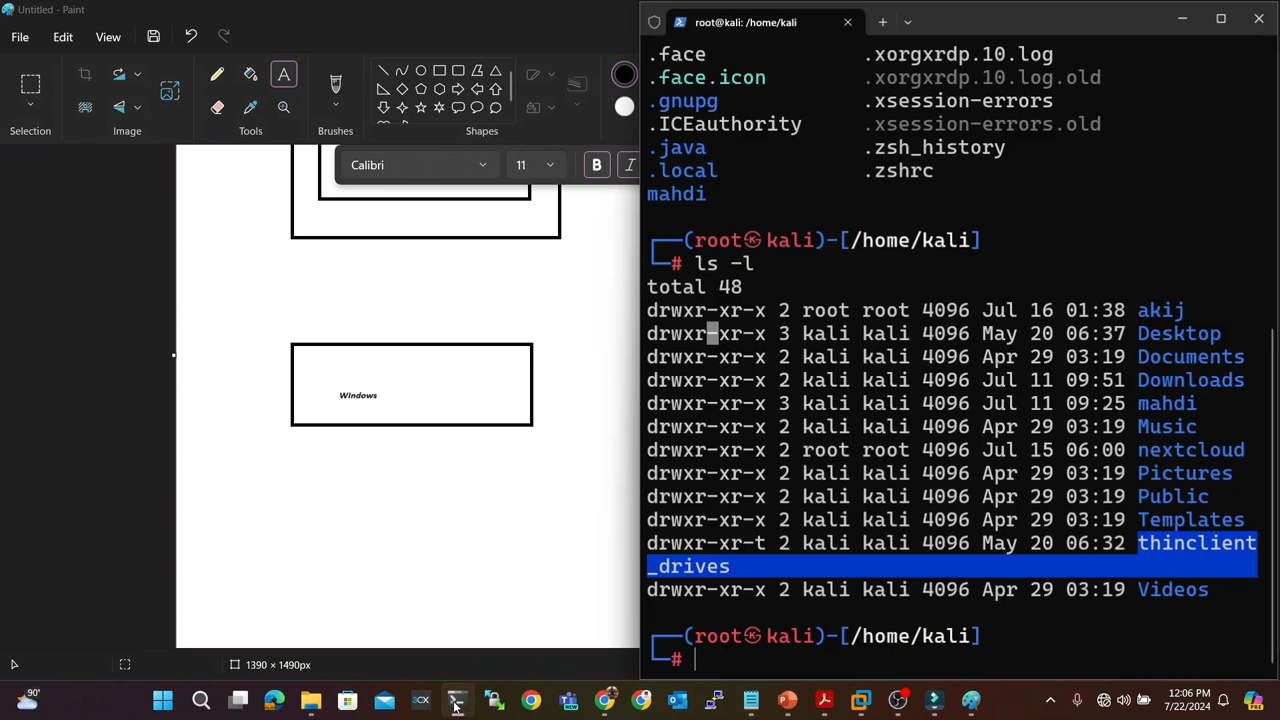 Untitled - Paint
File Edit View
Selection
Image
Tools
Brushes
Shapes
Calibri
11
B
I
Windows
1390 × 1490px
root@kali: /home/kali
.face .xorgxrdp.10.log
.face.icon .xorgxrdp.10.log.old
.gnupg .xsession-errors
.ICEauthority .xsession-errors.old
.java .zsh_history
.local .zshrc
mahdi
┌──(root㉿kali)-[/home/kali]
└─# ls -l
total 48
drwxr-xr-x 2 root root 4096 Jul 16 01:38 akij
drwxr-xr-x 3 kali kali 4096 May 20 06:37 Desktop
drwxr-xr-x 2 kali kali 4096 Apr 29 03:19 Documents
drwxr-xr-x 2 kali kali 4096 Jul 11 09:51 Downloads
drwxr-xr-x 3 kali kali 4096 Jul 11 09:25 mahdi
drwxr-xr-x 2 kali kali 4096 Apr 29 03:19 Music
drwxr-xr-x 2 root root 4096 Jul 15 06:00 nextcloud
drwxr-xr-x 2 kali kali 4096 Apr 29 03:19 Pictures
drwxr-xr-x 2 kali kali 4096 Apr 29 03:19 Public
drwxr-xr-x 2 kali kali 4096 Apr 29 03:19 Templates
drwxr-xr-t 2 kali kali 4096 May 20 06:32 thinclient
_drives
drwxr-xr-x 2 kali kali 4096 Apr 29 03:19 Videos
┌──(root㉿kali)-[/home/kali]
└─#
90°
3CX
NEW
12:06 PM
7/22/2024